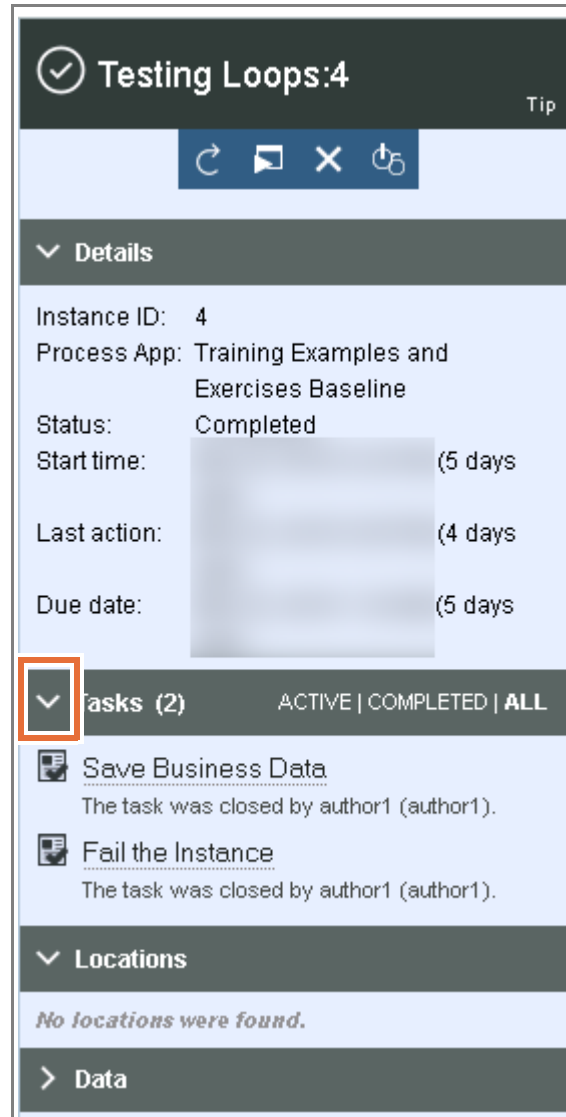 Testing Loops:4
Tip
Details
Instance ID: 4
Process App: Training Examples and
Exercises Baseline
Status: Completed
Start time: (5 days
Last action: (4 days
Due date: (5 days
Tasks (2) ACTIVE | COMPLETED | ALL
Save Business Data
The task was closed by author1 (author1).
Fail the Instance
The task was closed by author1 (author1).
Locations
No locations were found.
Data